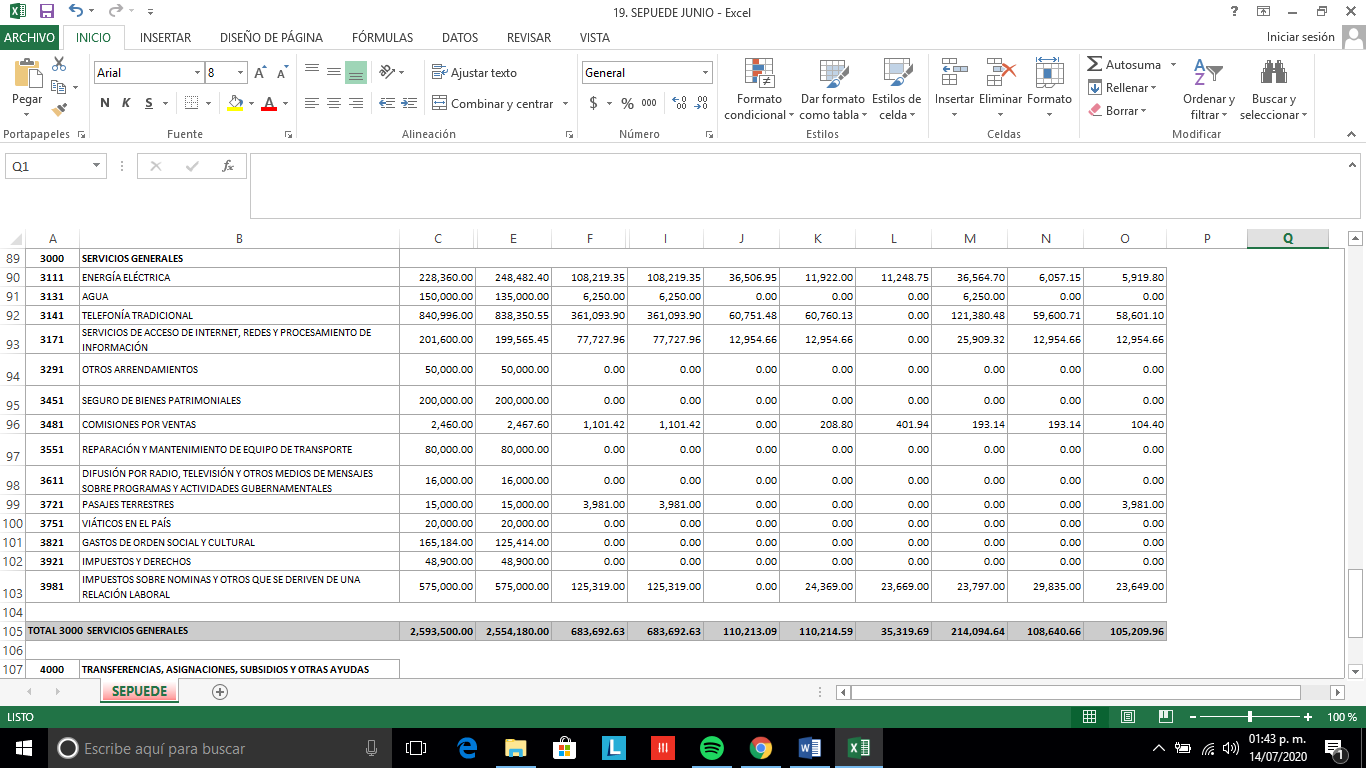 19. SEPUEDE JUNIO - Excel
ARCHIVO INICIO INSERTAR DISEÑO DE PÁGINA FÓRMULAS DATOS REVISAR VISTA Iniciar sesión
Pegar
Portapapeles
Arial 8
N K S
Fuente
Ajustar texto
Combinar y centrar
Alineación
General
$ % 000
Número
Formato condicional
Dar formato como tabla
Estilos de celda
Estilos
Insertar Eliminar Formato
Celdas
Autosuma
Rellenar
Borrar
Ordenar y filtrar
Buscar y seleccionar
Modificar
Q1 fx
A B C E F I J K L M N O P Q
89 3000 SERVICIOS GENERALES
90 3111 ENERGÍA ELÉCTRICA 228,360.00 248,482.40 108,219.35 108,219.35 36,506.95 11,922.00 11,248.75 36,564.70 6,057.15 5,919.80
91 3131 AGUA 150,000.00 135,000.00 6,250.00 6,250.00 0.00 0.00 0.00 6,250.00 0.00 0.00
92 3141 TELEFONÍA TRADICIONAL 840,996.00 838,350.55 361,093.90 361,093.90 60,751.48 60,760.13 0.00 121,380.48 59,600.71 58,601.10
93 3171 SERVICIOS DE ACCESO DE INTERNET, REDES Y PROCESAMIENTO DE
INFORMACIÓN 201,600.00 199,565.45 77,727.96 77,727.96 12,954.66 12,954.66 0.00 25,909.32 12,954.66 12,954.66
94 3291 OTROS ARRENDAMIENTOS 50,000.00 50,000.00 0.00 0.00 0.00 0.00 0.00 0.00 0.00 0.00
95 3451 SEGURO DE BIENES PATRIMONIALES 200,000.00 200,000.00 0.00 0.00 0.00 0.00 0.00 0.00 0.00 0.00
96 3481 COMISIONES POR VENTAS 2,460.00 2,467.60 1,101.42 1,101.42 0.00 208.80 401.94 193.14 193.14 104.40
97 3551 REPARACIÓN Y MANTENIMIENTO DE EQUIPO DE TRANSPORTE 80,000.00 80,000.00 0.00 0.00 0.00 0.00 0.00 0.00 0.00 0.00
98 3611 DIFUSIÓN POR RADIO, TELEVISIÓN Y OTROS MEDIOS DE MENSAJES
SOBRE PROGRAMAS Y ACTIVIDADES GUBERNAMENTALES 16,000.00 16,000.00 0.00 0.00 0.00 0.00 0.00 0.00 0.00 0.00
99 3721 PASAJES TERRESTRES 15,000.00 15,000.00 3,981.00 3,981.00 0.00 0.00 0.00 0.00 0.00 3,981.00
100 3751 VIÁTICOS EN EL PAÍS 20,000.00 20,000.00 0.00 0.00 0.00 0.00 0.00 0.00 0.00 0.00
101 3821 GASTOS DE ORDEN SOCIAL Y CULTURAL 165,184.00 125,414.00 0.00 0.00 0.00 0.00 0.00 0.00 0.00 0.00
102 3921 IMPUESTOS Y DERECHOS 48,900.00 48,900.00 0.00 0.00 0.00 0.00 0.00 0.00 0.00 0.00
103 3981 IMPUESTOS SOBRE NOMINAS Y OTROS QUE SE DERIVEN DE UNA
RELACIÓN LABORAL 575,000.00 575,000.00 125,319.00 125,319.00 0.00 24,369.00 23,669.00 23,797.00 29,835.00 23,649.00
104
105 TOTAL 3000 SERVICIOS GENERALES 2,593,500.00 2,554,180.00 683,692.63 683,692.63 110,213.09 110,214.59 35,319.69 214,094.64 108,640.66 105,209.96
106
107 4000 TRANSFERENCIAS, ASIGNACIONES, SUBSIDIOS Y OTRAS AYUDAS
SEPUEDE
LISTO 100 %
Escribe aquí para buscar
01:43 p. m.
14/07/2020
1